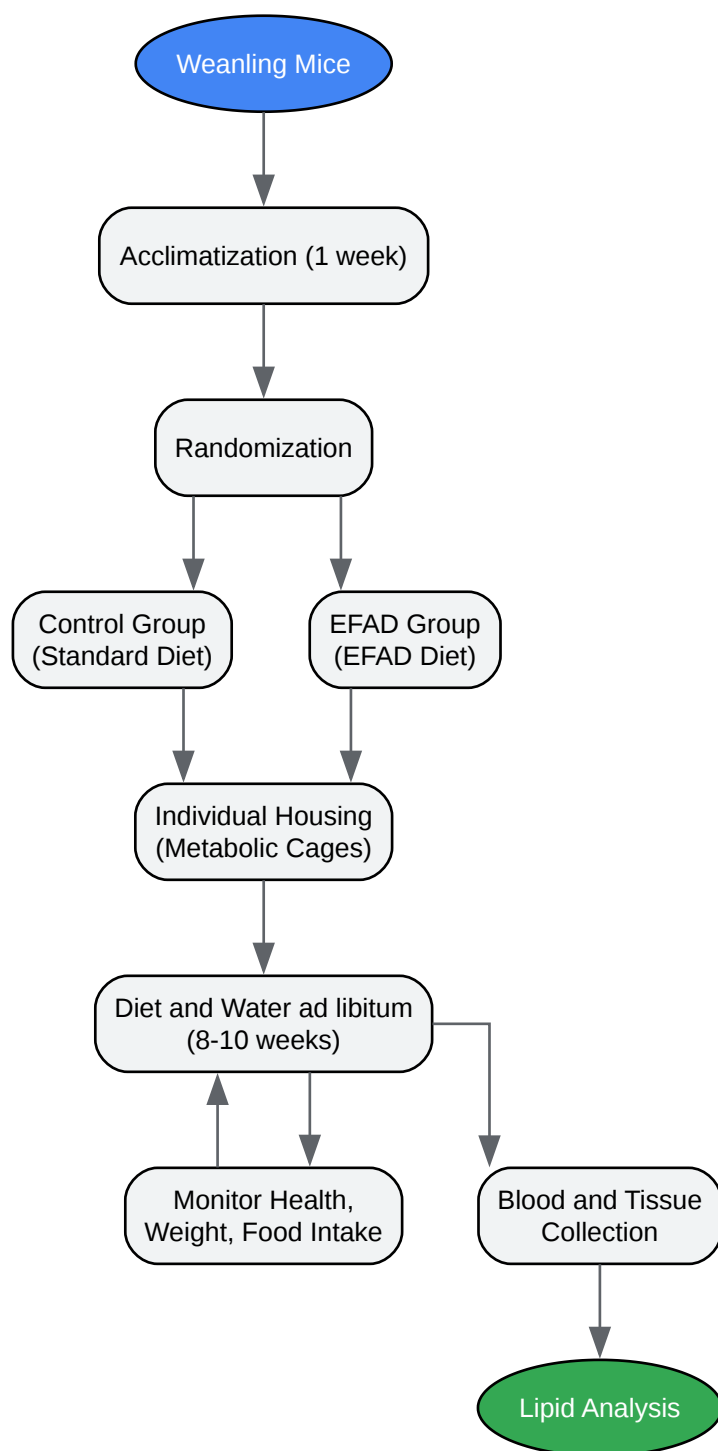 Weanling Mice
Acclimatization (1 week)
Randomization
Control Group
(Standard Diet)
EFAD Group
(EFAD Diet)
Individual Housing
(Metabolic Cages)
Diet and Water ad libitum
(8-10 weeks)
Monitor Health,
Weight, Food Intake
Blood and Tissue
Collection
Lipid Analysis